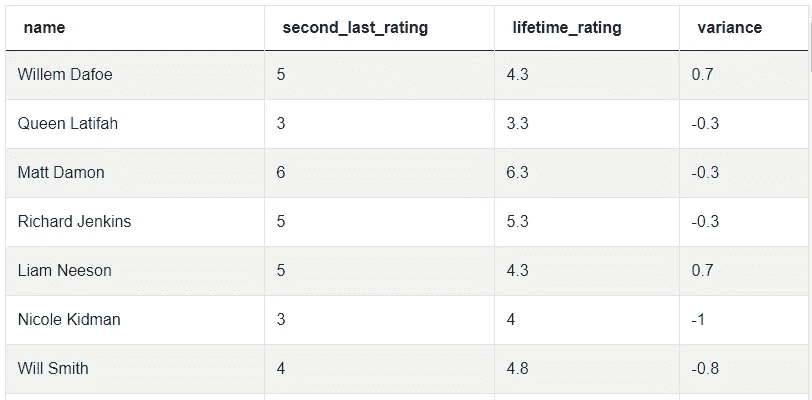 name second_last_rating lifetime_rating variance
Willem Dafoe 5 4.3 0.7
Queen Latifah 3 3.3 -0.3
Matt Damon 6 6.3 -0.3
Richard Jenkins 5 5.3 -0.3
Liam Neeson 5 4.3 0.7
Nicole Kidman 3 4 -1
Will Smith 4 4.8 -0.8